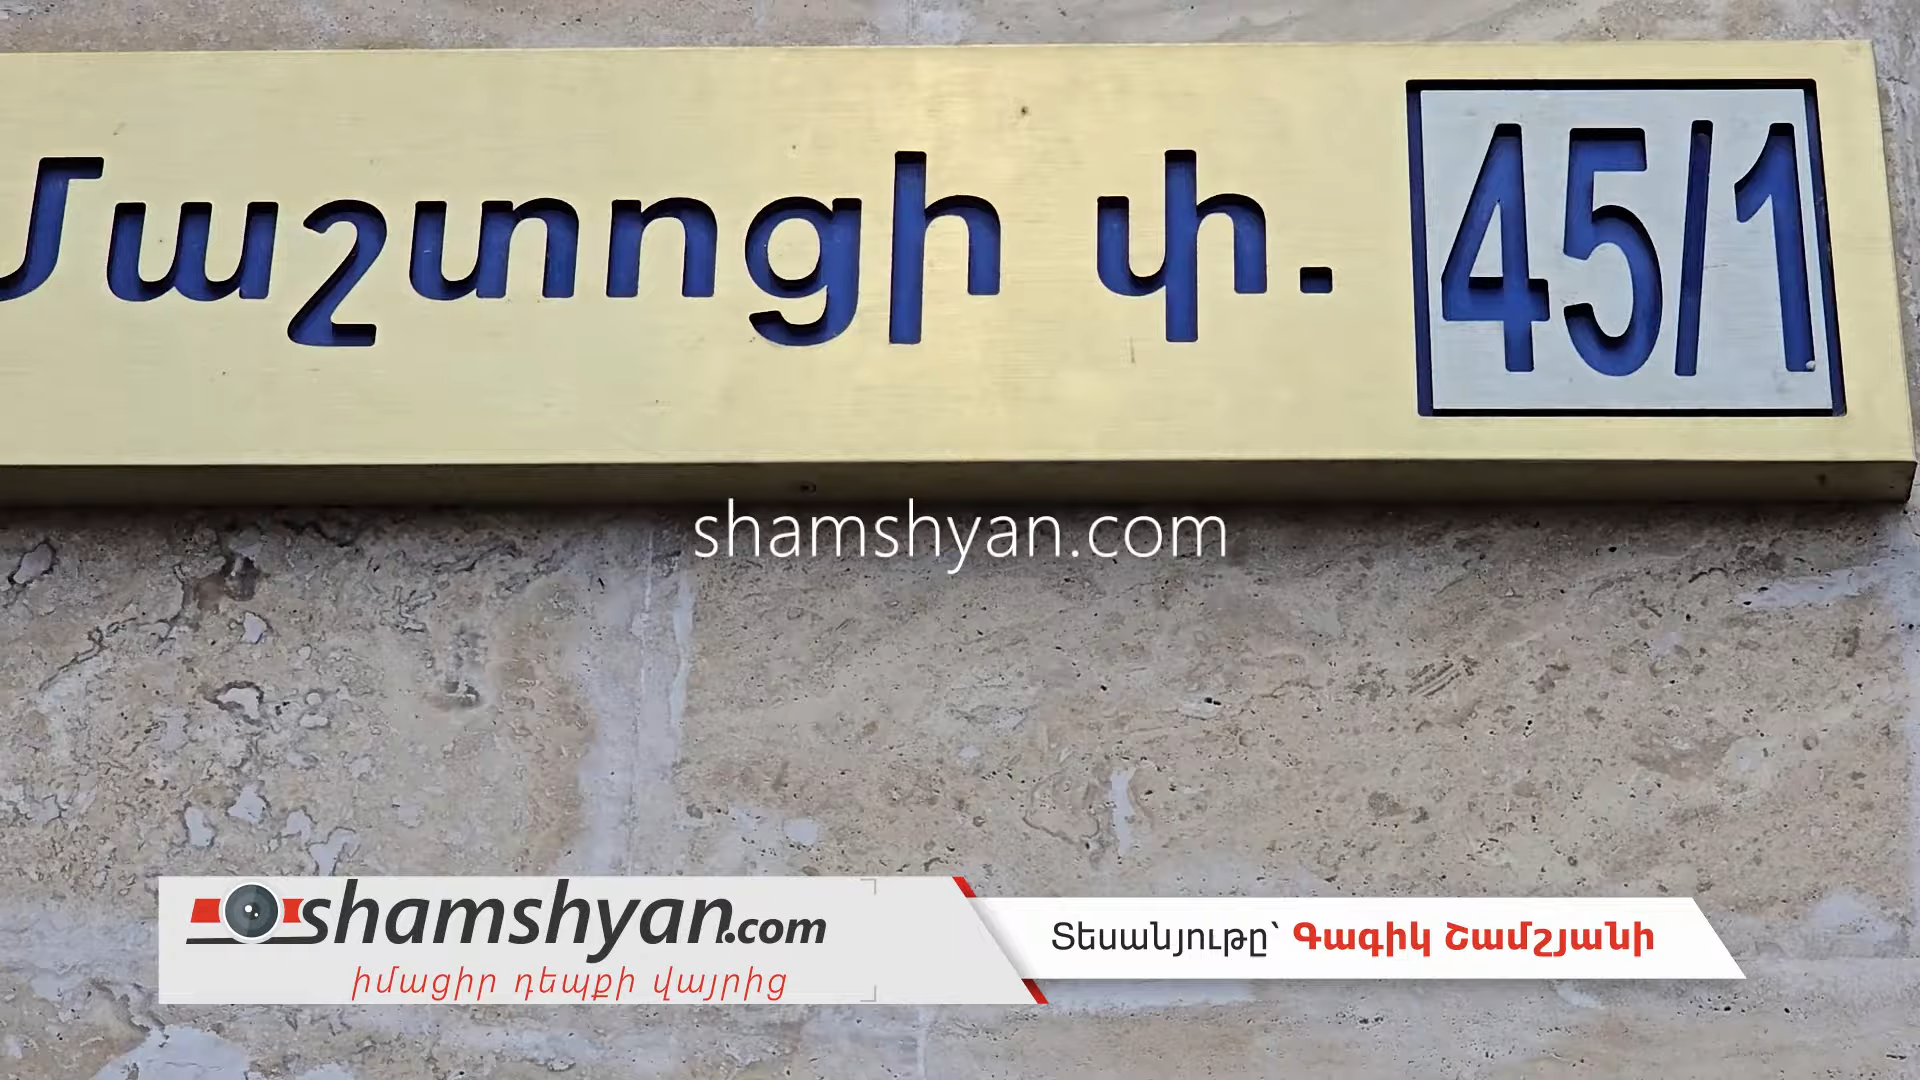 Մաշտոցի փ. 45/1
shamshyan.com
shamshyan.com
իմացիր դեպքի վայրից
Տեսանյութը՝ Գագիկ Շամշյանի